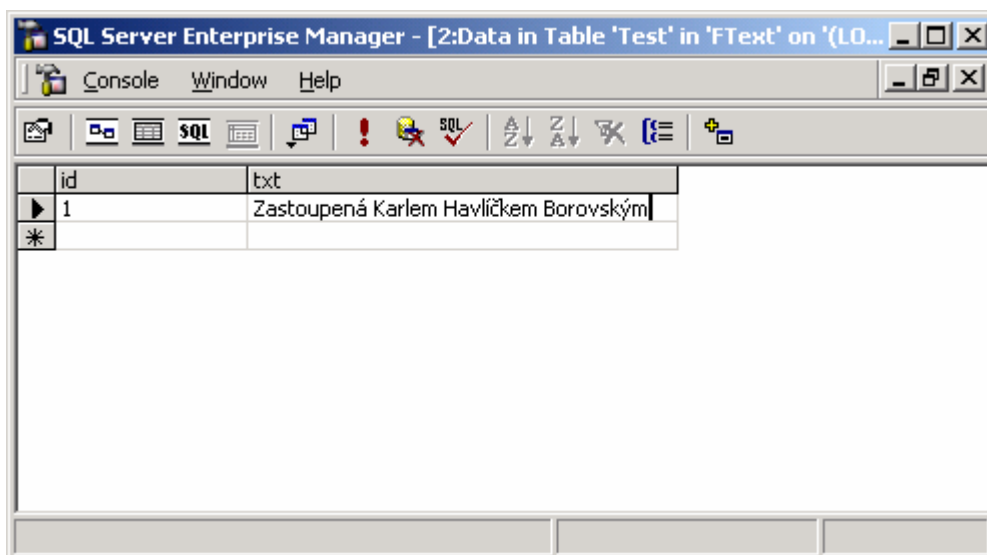 SQL Server Enterprise Manager - [2:Data in Table 'Test' in 'FText' on '(LO...
Console Window Help
SQL SQL A Z Z A
id txt
1 Zastoupená Karlem Havlíčkem Borovským